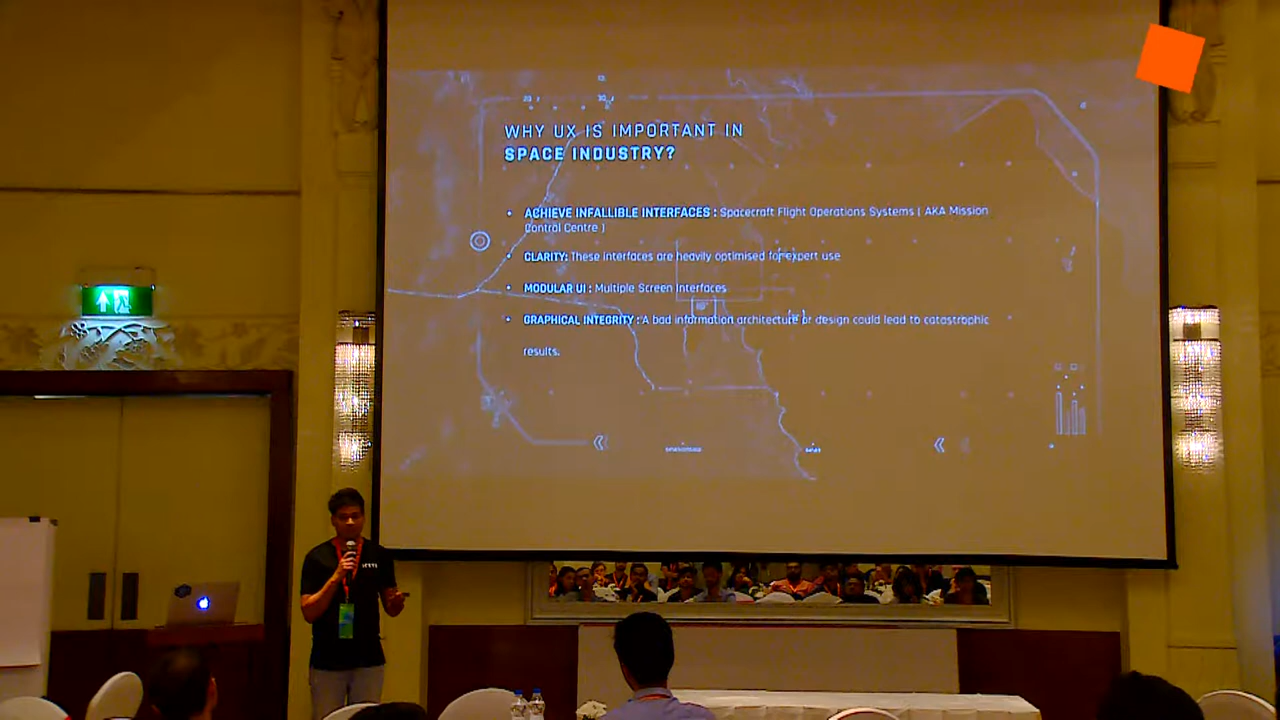 WHY UX IS IMPORTANT IN
SPACE INDUSTRY?
• ACHIEVE INFALLIBLE INTERFACES : Spacecraft Flight Operations Systems ( AKA Mission
Control Centre )
• CLARITY: These interfaces are heavily optimised for expert use
• MODULAR UI : Multiple Screen Interfaces
• GRAPHICAL INTEGRITY : A bad information architecture or design could lead to catastrophic
results.